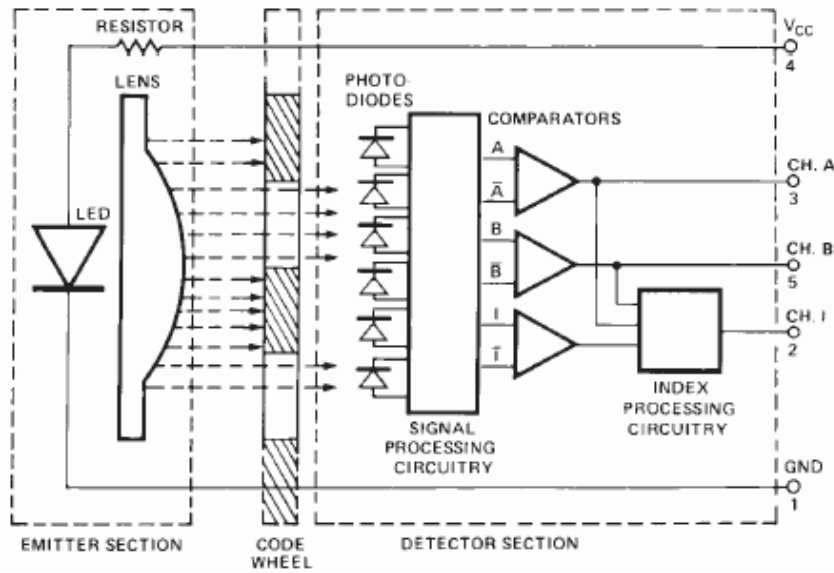 RESISTOR
LENS
LED
PHOTO-
DIODES
COMPARATORS
A
A̅
B
B̅
I
I̅
VCC
4
CH. A
3
CH. B
5
CH. I
2
GND
1
SIGNAL
PROCESSING
CIRCUITRY
INDEX
PROCESSING
CIRCUITRY
EMITTER SECTION
CODE
WHEEL
DETECTOR SECTION